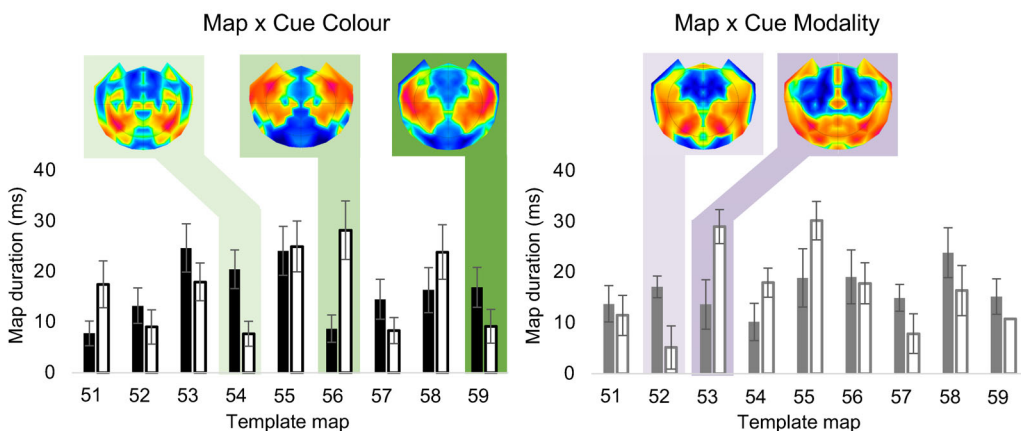 Map x Cue Colour
Map duration (ms)
40
30
20
10
0
51 52 53 54 55 56 57 58 59
Template map
Map x Cue Modality
Map duration (ms)
40
30
20
10
0
51 52 53 54 55 56 57 58 59
Template map